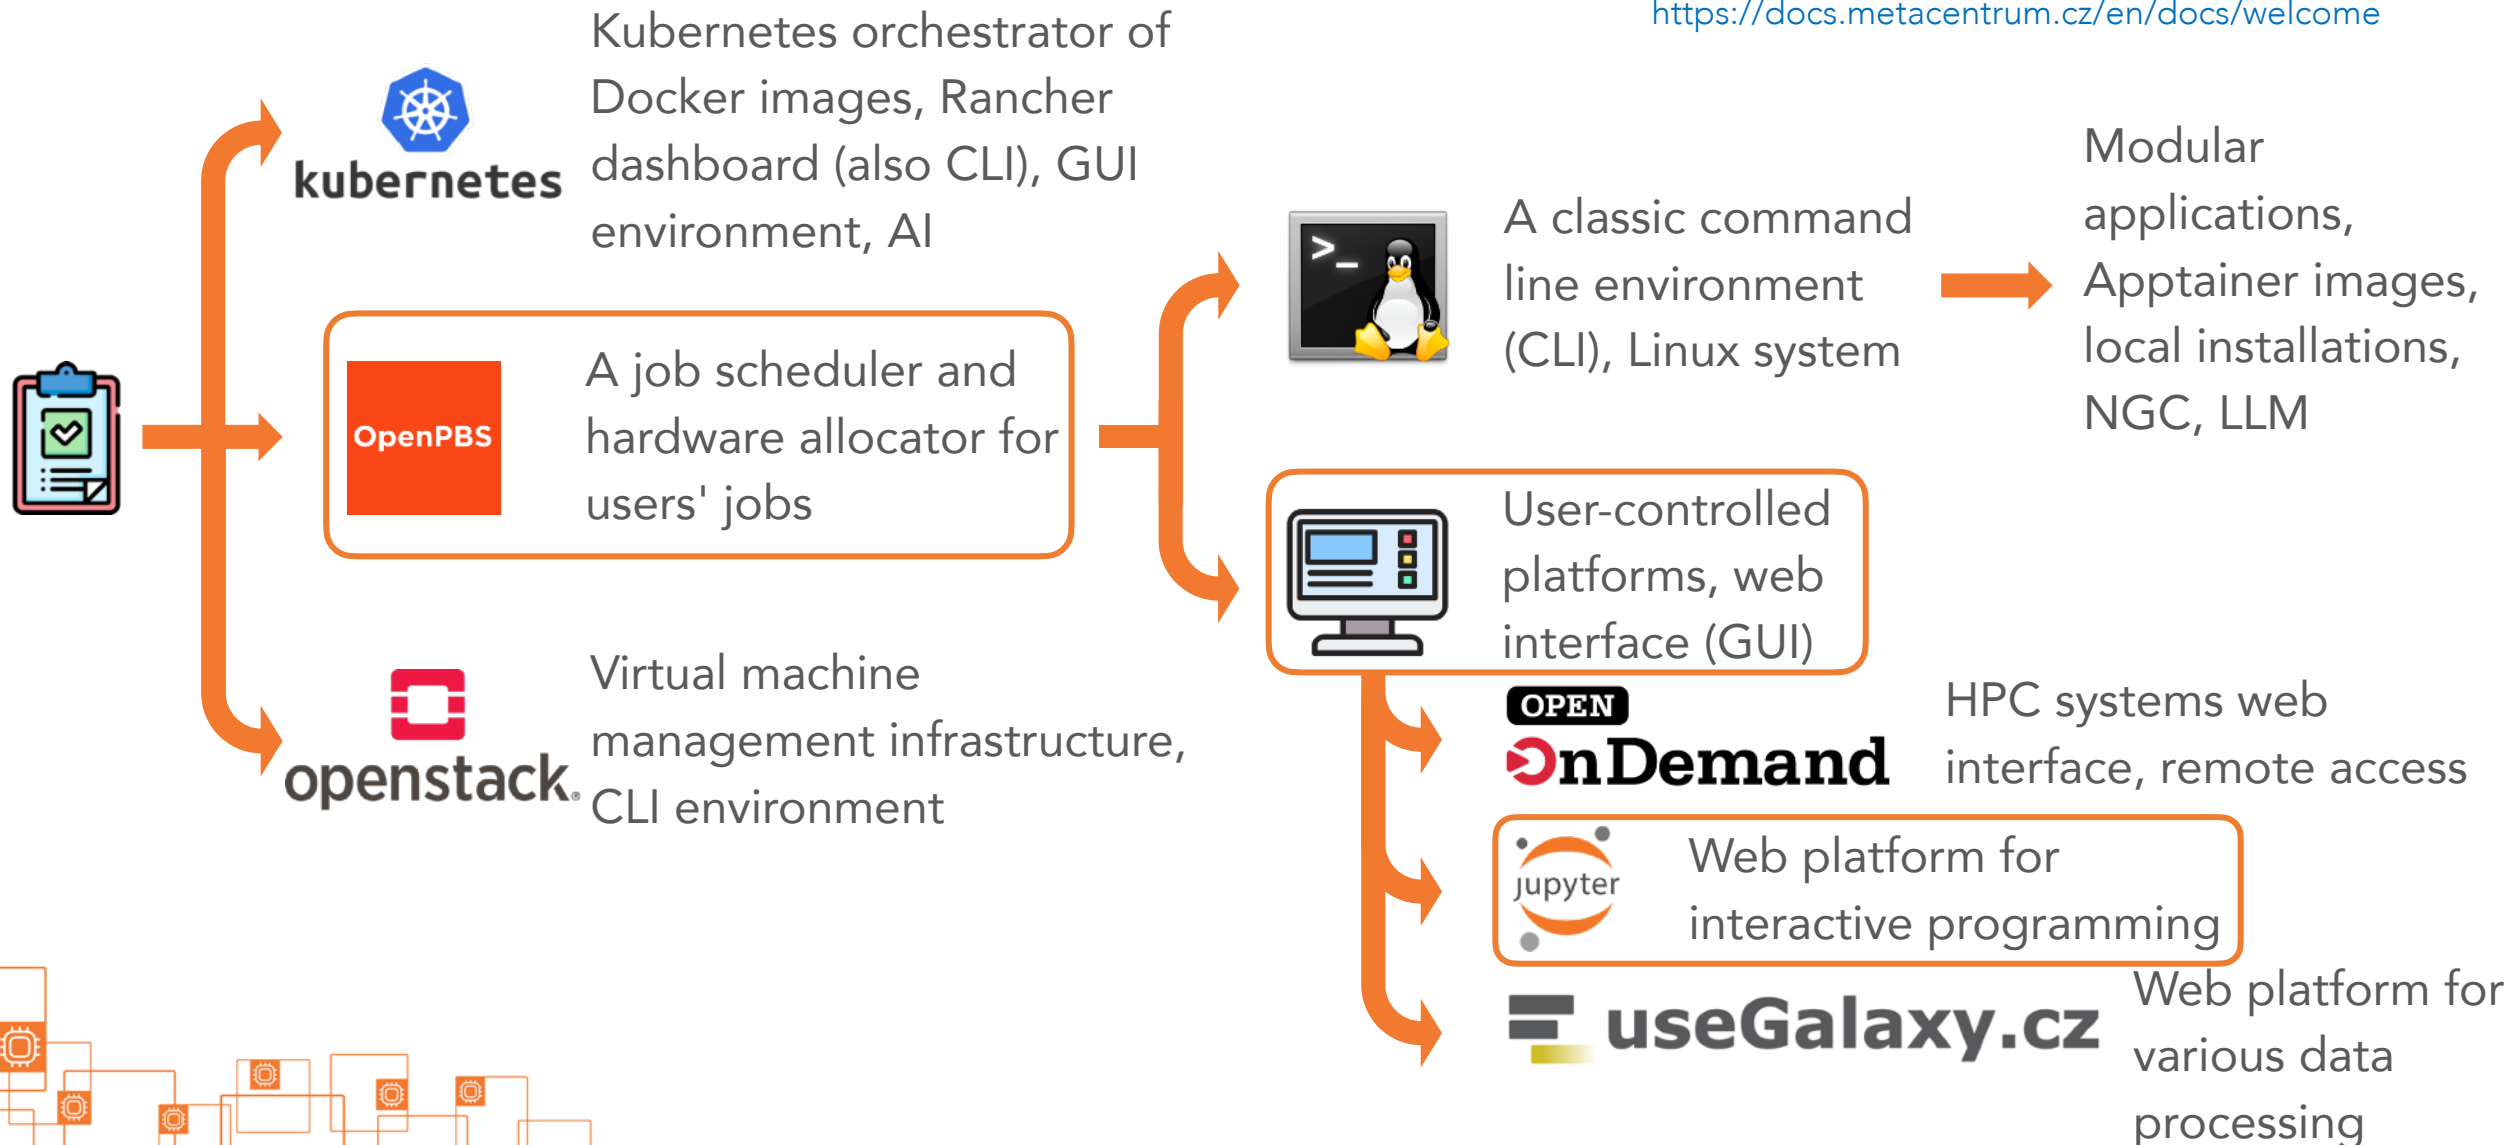 https://docs.metacentrum.cz/en/docs/welcome
kubernetes
Kubernetes orchestrator of
Docker images, Rancher
dashboard (also CLI), GUI
environment, AI
OpenPBS
A job scheduler and
hardware allocator for
users' jobs
openstack.
Virtual machine
management infrastructure,
CLI environment
>_
A classic command
line environment
(CLI), Linux system
Modular
applications,
Apptainer images,
local installations,
NGC, LLM
User-controlled
platforms, web
interface (GUI)
OPEN
OnDemand
HPC systems web
interface, remote access
jupyter
Web platform for
interactive programming
useGalaxy.cz
Web platform for
various data
processing